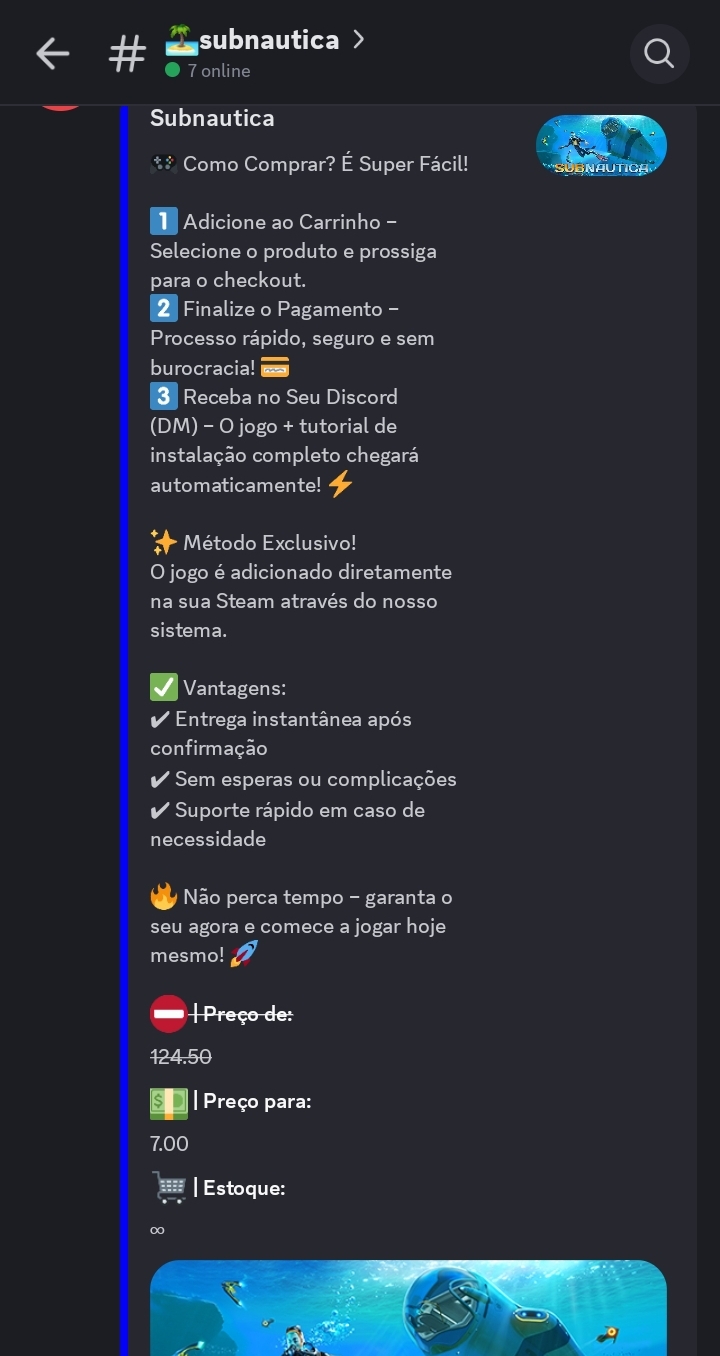 🏝️subnautica
7 online
Subnautica
SUBNAUTICA
🎮 Como Comprar? É Super Fácil!
1️⃣ Adicione ao Carrinho –
Selecione o produto e prossiga
para o checkout.
2️⃣ Finalize o Pagamento –
Processo rápido, seguro e sem
burocracia! 💳
3️⃣ Receba no Seu Discord
(DM) – O jogo + tutorial de
instalação completo chegará
automaticamente! ⚡
✨ Método Exclusivo!
O jogo é adicionado diretamente
na sua Steam através do nosso
sistema.
✅ Vantagens:
✔ Entrega instantânea após
confirmação
✔ Sem esperas ou complicações
✔ Suporte rápido em caso de
necessidade
🔥 Não perca tempo – garanta o
seu agora e comece a jogar hoje
mesmo! 🚀
⛔ | Preço de:
124.50
💵 | Preço para:
7.00
🛒 | Estoque:
∞